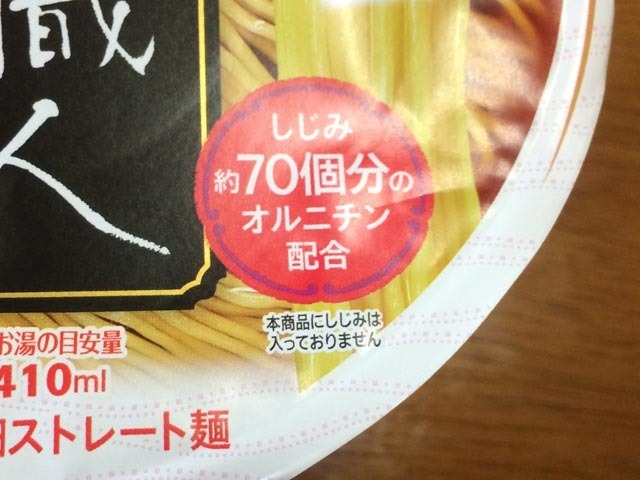 職
人
しじみ
約70個分の
オルニチン
配合
本商品にしじみは
入っておりません
お湯の目安量
410ml
ストレート麺